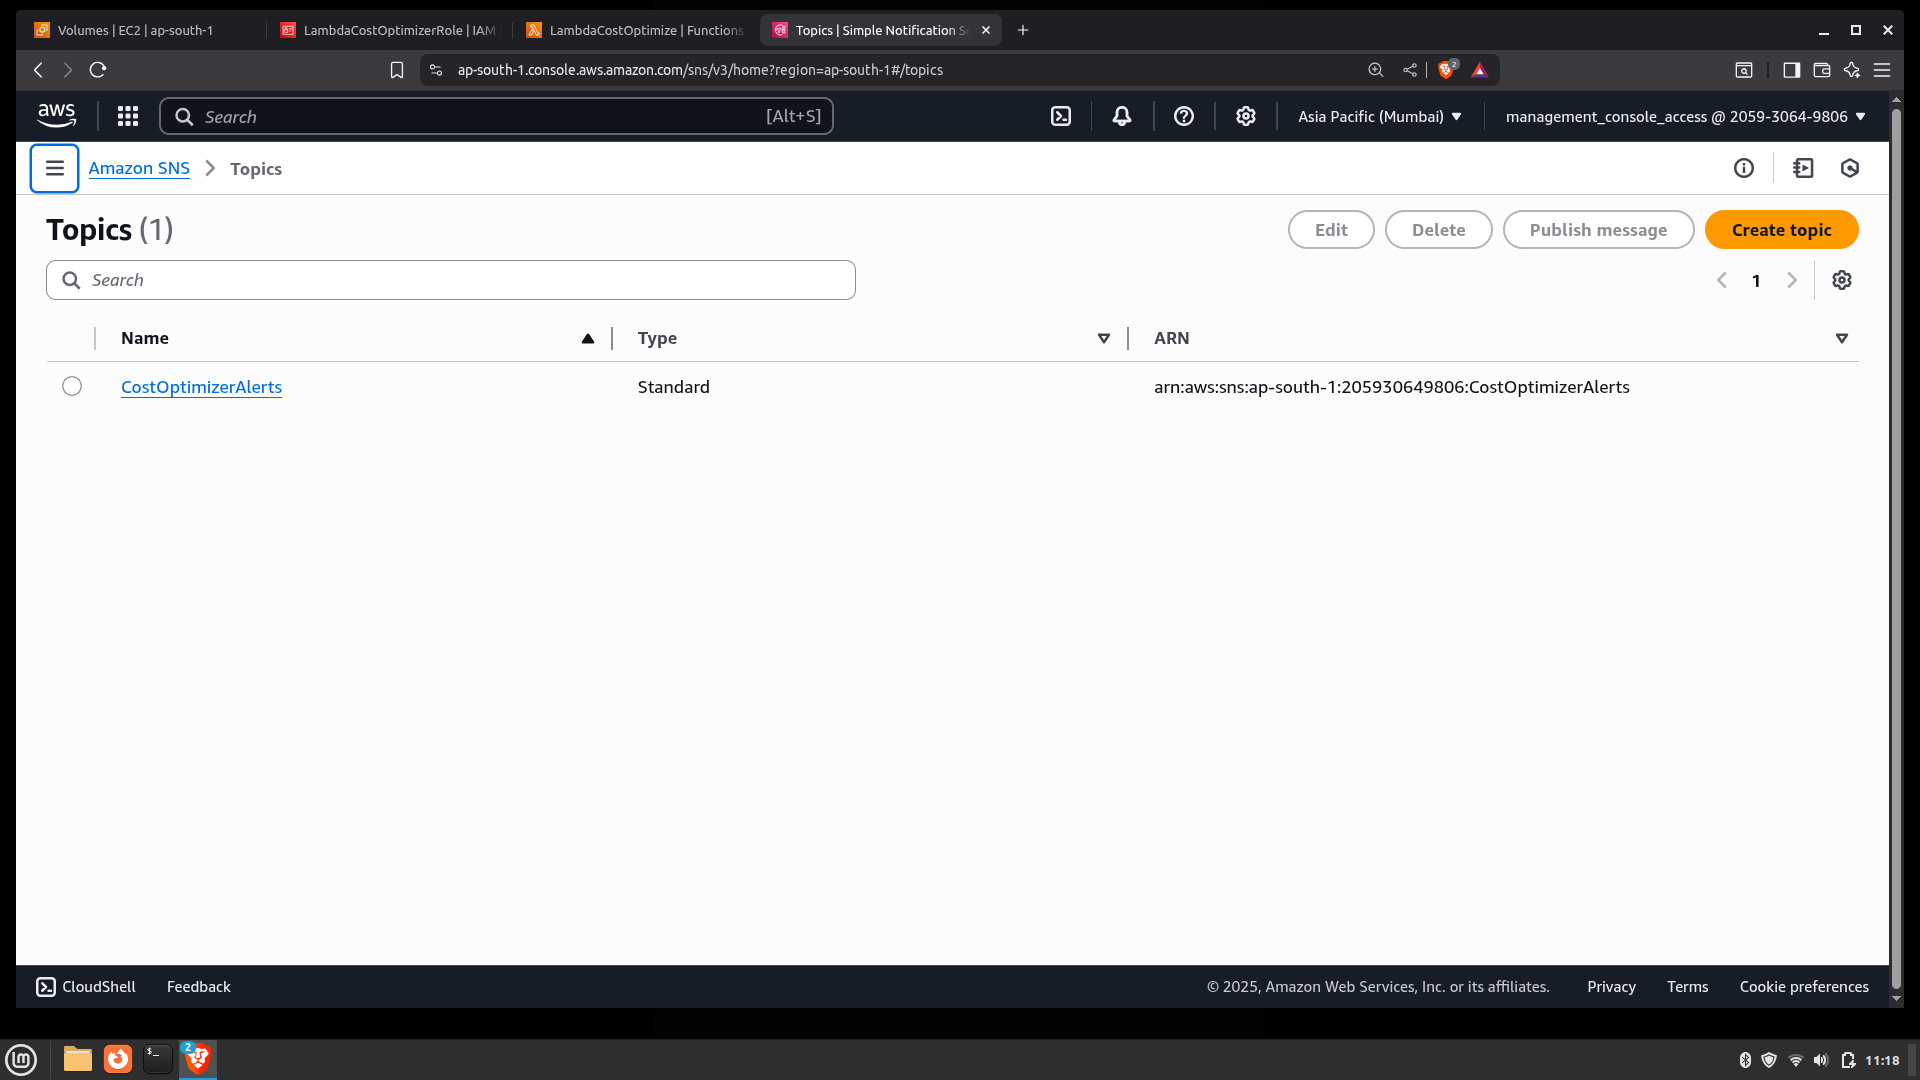 Volumes | EC2 | ap-south-1
LambdaCostOptimizerRole | IAM
LambdaCostOptimize | Functions
Topics | Simple Notification S
ap-south-1.console.aws.amazon.com/sns/v3/home?region=ap-south-1#/topics
2
aws
Search
[Alt+S]
Asia Pacific (Mumbai)
management_console_access @ 2059-3064-9806
Amazon SNS
Topics
Topics (1)
Edit
Delete
Publish message
Create topic
Search
1
Name
Type
ARN
CostOptimizerAlerts
Standard
arn:aws:sns:ap-south-1:205930649806:CostOptimizerAlerts
CloudShell
Feedback
© 2025, Amazon Web Services, Inc. or its affiliates.
Privacy
Terms
Cookie preferences
lm
$_
2
11:18